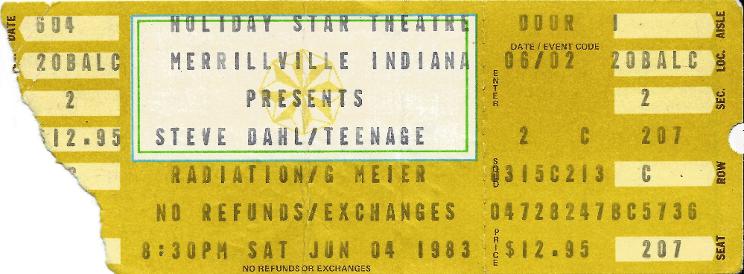 DATE 604 HOLIDAY STAR THEATRE DOOR 1 AISLE
DATE / EVENT CODE
20BALC MERRILLVILLE INDIANA 06/02 20BALC LOC.
2 PRESENTS ENTER 2 SEC.
$12.95 STEVE DAHL/TEENAGE 2 C 207
RADIATION/G MEIER 0315C213 C ROW
NO REFUNDS/EXCHANGES 04728247BC5736
8:30PM SAT JUN 04 1983 PRICE $12.95 207 SEAT
NO REFUNDS OR EXCHANGES